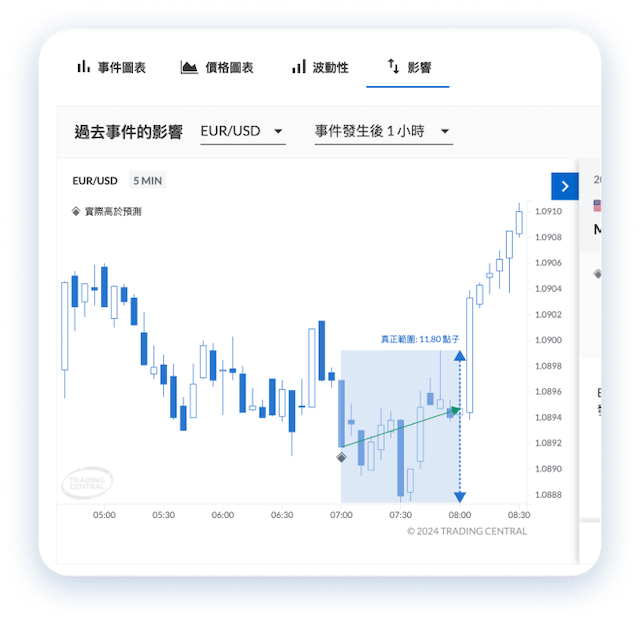 事件圖表 價格圖表 波動性 影響
過去事件的影響 EUR/USD 事件發生後 1 小時
EUR/USD 5 MIN
實際高於預測
1.0910
1.0908
1.0906
1.0904
1.0902
1.0900
真正範圍: 11.80 點子
1.0898
1.0896
1.0894
1.0892
1.0890
1.0888
TRADING
CENTRAL
05:00 05:30 06:00 06:30 07:00 07:30 08:00 08:30
© 2024 TRADING CENTRAL